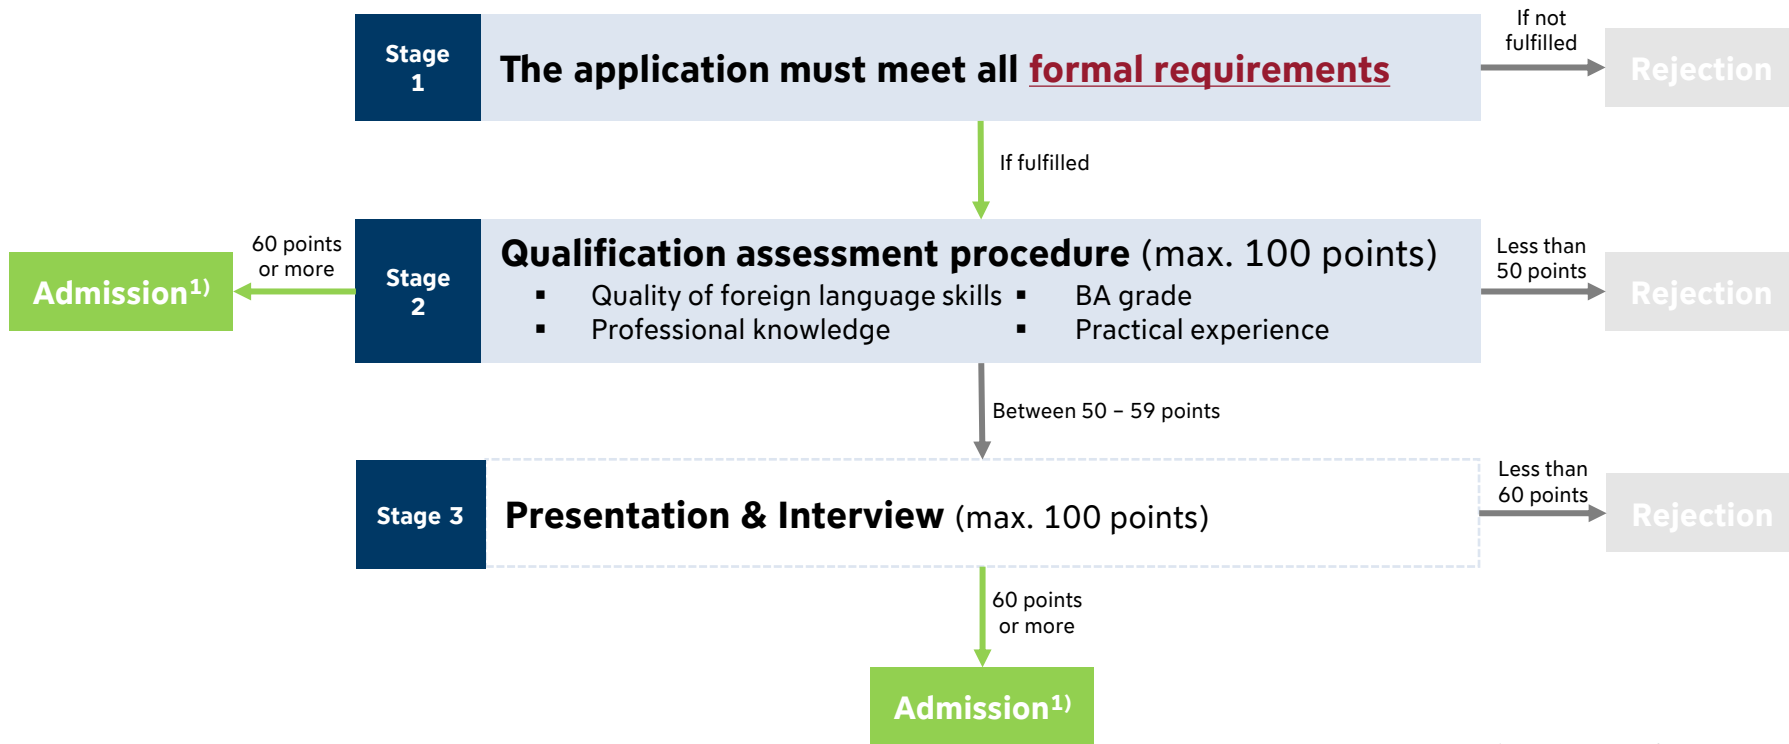 Stage
1
The application must meet all formal requirements
If not
fulfilled
Rejection
If fulfilled
60 points
or more
Admission1)
Stage
2
Qualification assessment procedure (max. 100 points)
▪ Quality of foreign language skills ▪ BA grade
▪ Professional knowledge ▪ Practical experience
Less than
50 points
Rejection
Between 50 – 59 points
Stage 3
Presentation & Interview (max. 100 points)
Less than
60 points
Rejection
60 points
or more
Admission1)